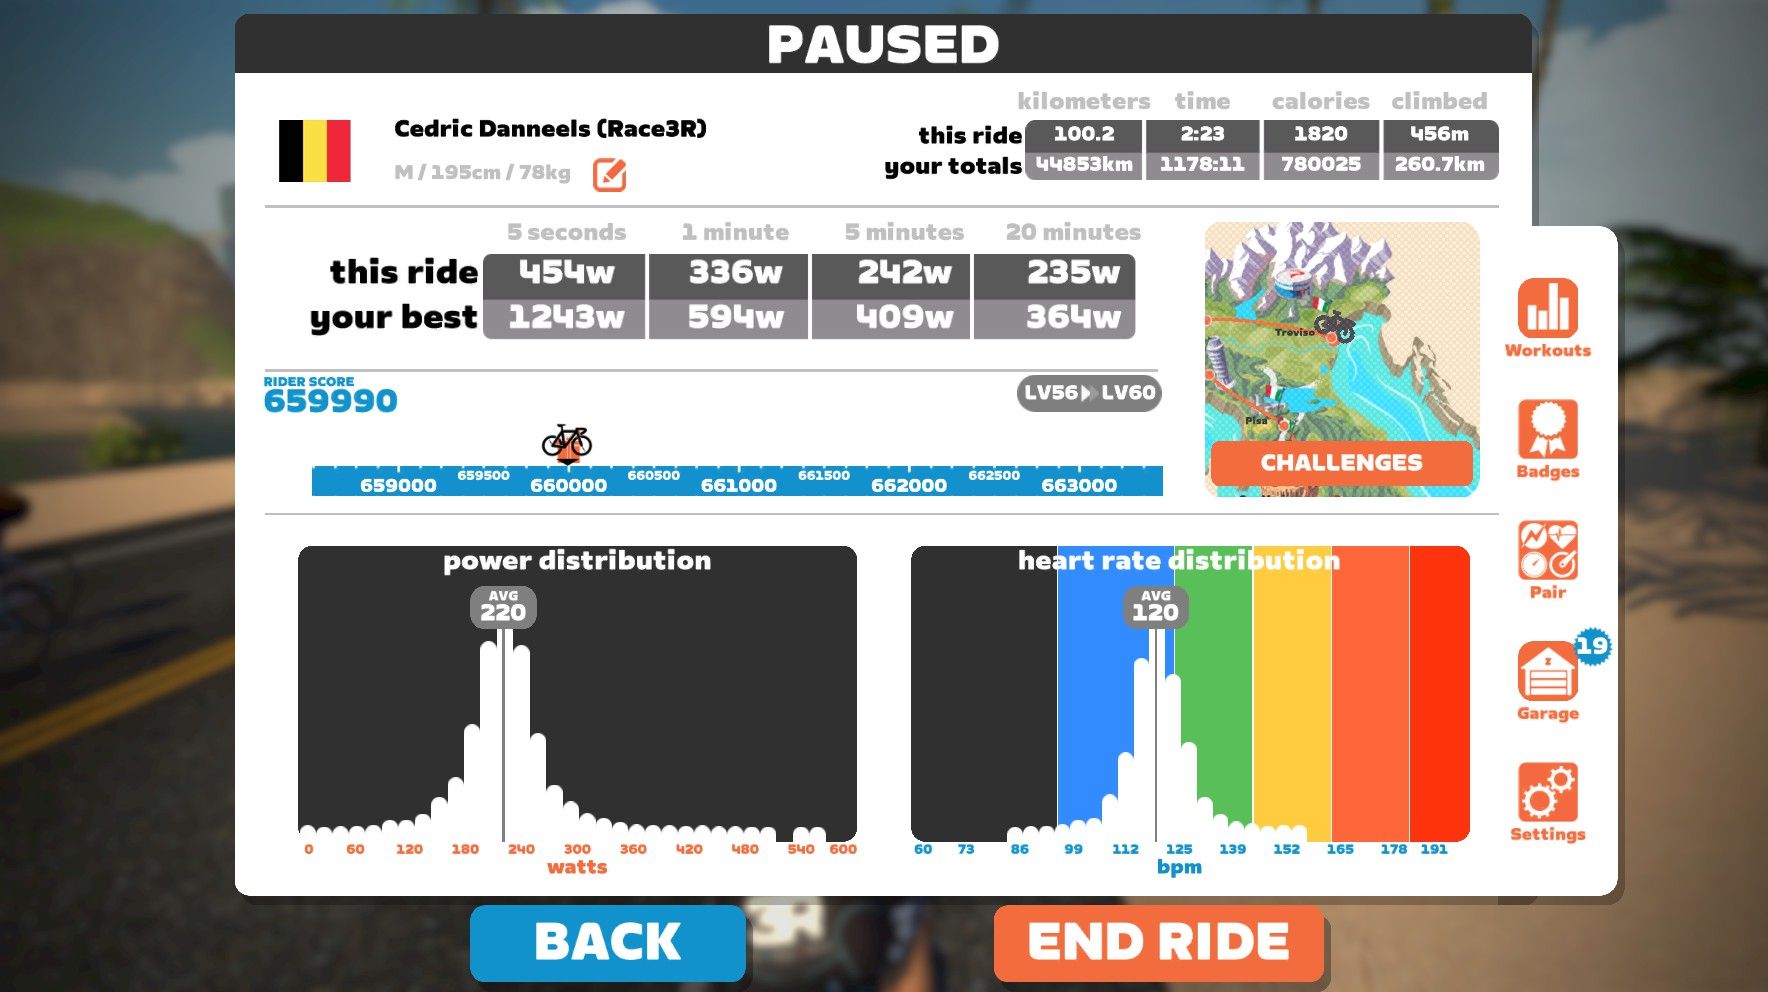 PAUSED
kilometers time calories climbed
Cedric Danneels (Race3R)
M / 195cm / 78kg
this ride 100.2 2:23 1820 456m
your totals 44853km 1178:11 780025 260.7km
5 seconds 1 minute 5 minutes 20 minutes
this ride 454w 336w 242w 235w
your best 1243w 594w 409w 364w
RIDER SCORE
659990
LV56 LV60
659000 659500 660000 660500 661000 661500 662000 662500 663000
Treviso
Pisa
CHALLENGES
Workouts
Badges
Pair
19
Garage
Settings
power distribution
AVG
220
0 60 120 180 240 300 360 420 480 540 600
watts
heart rate distribution
AVG
120
60 73 86 99 112 125 139 152 165 178 191
bpm
BACK
END RIDE
3R